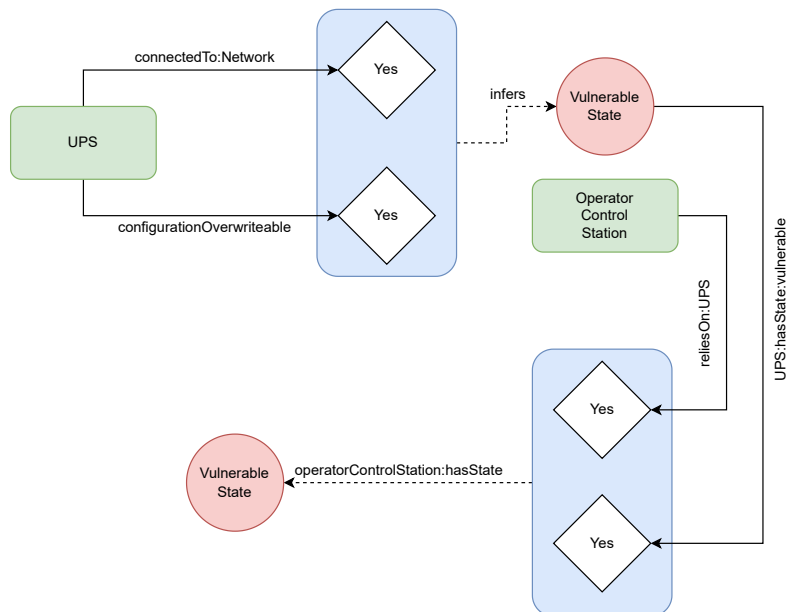 connectedTo:Network
Yes
infers
Vulnerable
State
UPS
Yes
configurationOverwriteable
Operator
Control
Station
reliesOn:UPS
UPS:hasState:vulnerable
Yes
Vulnerable
State
operatorControlStation:hasState
Yes